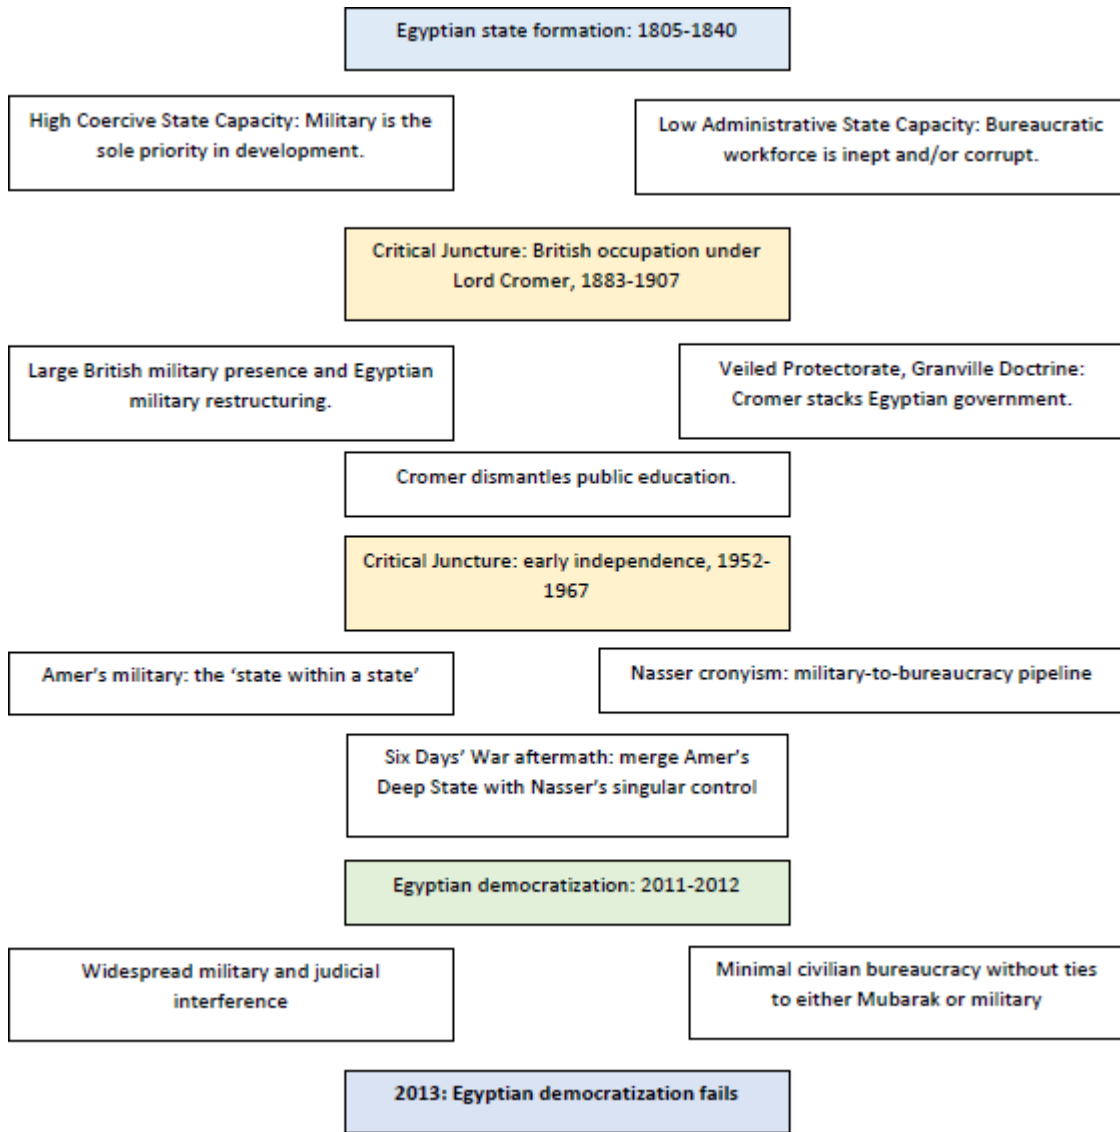 Egyptian state formation: 1805-1840
High Coercive State Capacity: Military is the
sole priority in development.
Low Administrative State Capacity: Bureaucratic
workforce is inept and/or corrupt.
Critical Juncture: British occupation under
Lord Cromer, 1883-1907
Large British military presence and Egyptian
military restructuring.
Veiled Protectorate, Granville Doctrine:
Cromer stacks Egyptian government.
Cromer dismantles public education.
Critical Juncture: early independence, 1952-
1967
Amer's military: the 'state within a state'
Nasser cronyism: military-to-bureaucracy pipeline
Six Days' War aftermath: merge Amer's
Deep State with Nasser's singular control
Egyptian democratization: 2011-2012
Widespread military and judicial
interference
Minimal civilian bureaucracy without ties
to either Mubarak or military
2013: Egyptian democratization fails